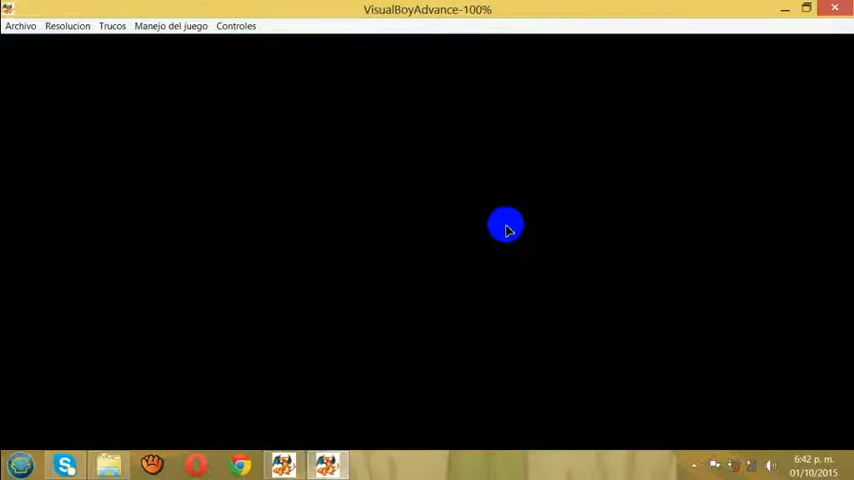 VisualBoyAdvance-100%
Archivo Resolucion Trucos Manejo del juego Controles
6:42 p. m.
01/10/2015